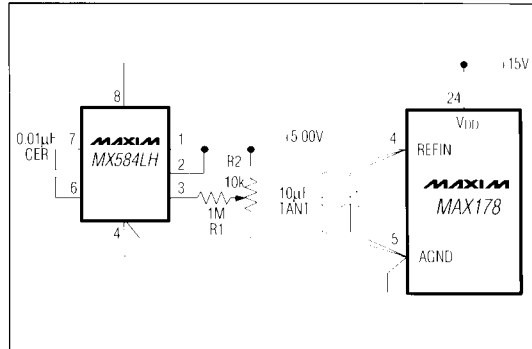 +15V
8
24
VDD
0.01µF
CER
7
MAXIM
MX584LH
1
2
R2
+5.00V
4
REFIN
6
3
10k
10µF
TANT
MAXIM
MAX178
1M
R1
4
5
AGND